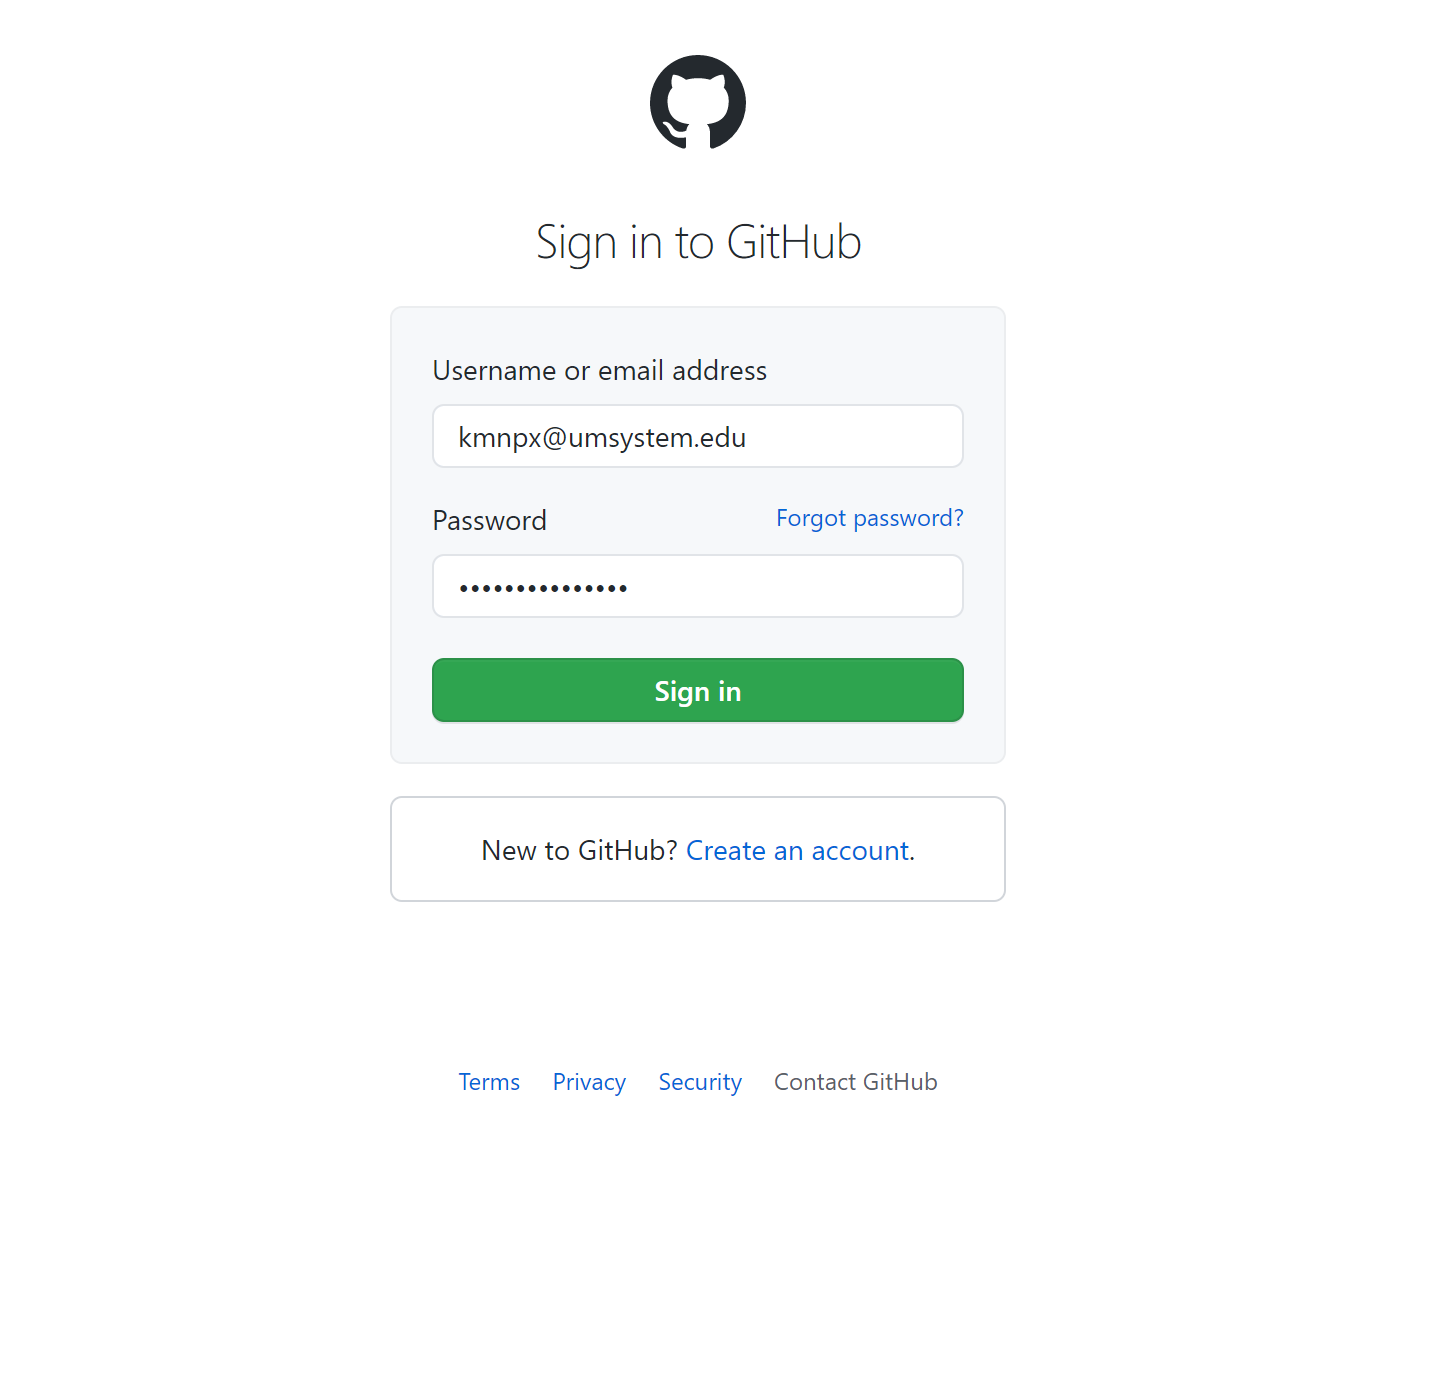 Sign in to GitHub
Username or email address
kmnpx@umsystem.edu
Password Forgot password?
•••••••••••••••
Sign in
New to GitHub? Create an account.
Terms Privacy Security Contact GitHub